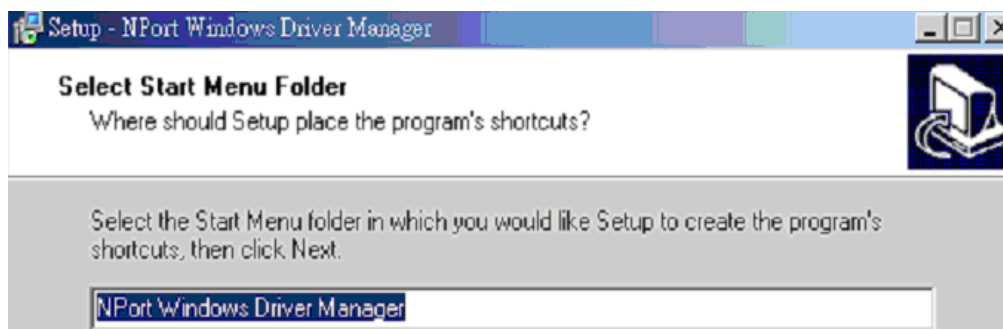 Setup - NPort Windows Driver Manager
Select Start Menu Folder
Where should Setup place the program's shortcuts?
Select the Start Menu folder in which you would like Setup to create the program's
shortcuts, then click Next.
NPort Windows Driver Manager